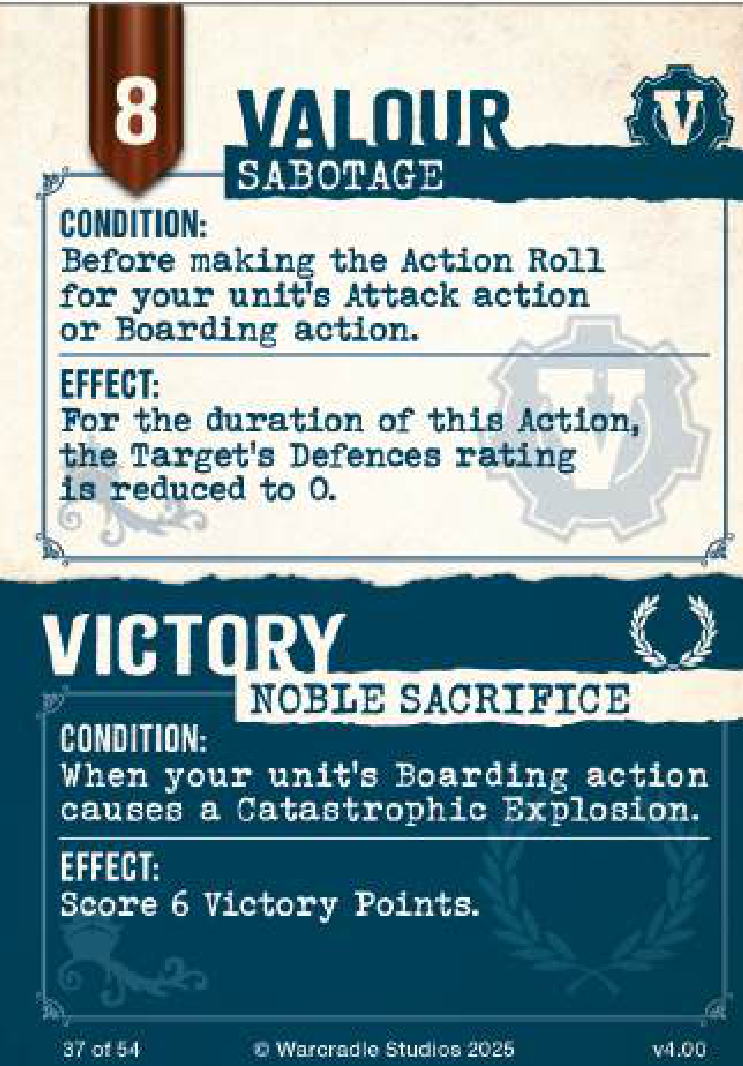 8
VALOUR
V
SABOTAGE
CONDITION:
Before making the Action Roll
for your unit's Attack action
or Boarding action.
EFFECT:
For the duration of this Action,
the Target's Defences rating
is reduced to 0.
VICTORY
NOBLE SACRIFICE
CONDITION:
When your unit's Boarding action
causes a Catastrophic Explosion.
EFFECT:
Score 6 Victory Points.
37 of 54 © Warcradle Studios 2025 v4.00